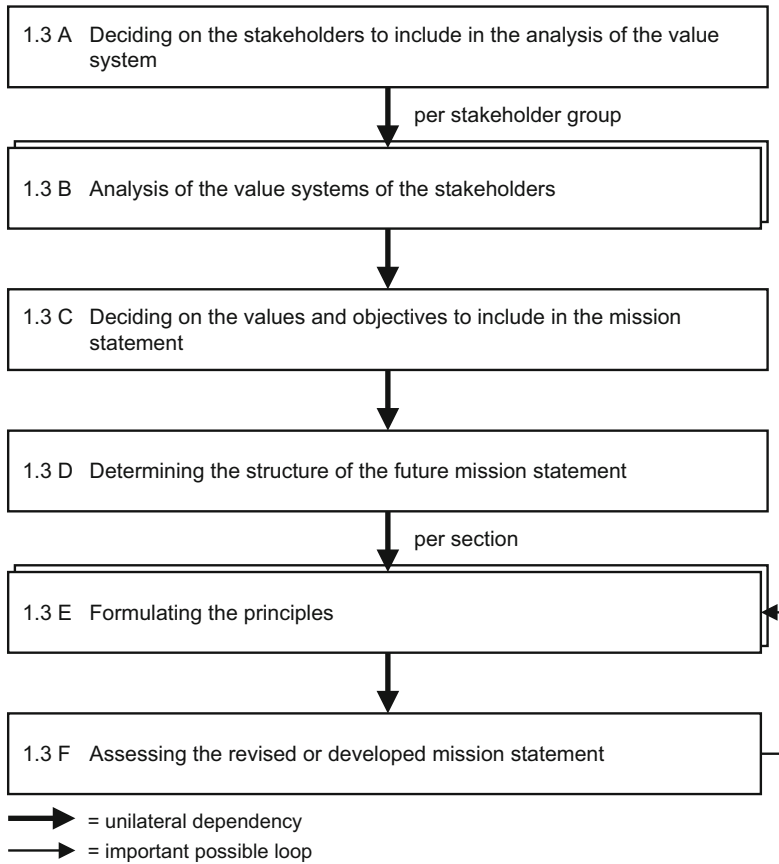 1.3 A Deciding on the stakeholders to include in the analysis of the value
system
per stakeholder group
1.3 B Analysis of the value systems of the stakeholders
1.3 C Deciding on the values and objectives to include in the mission
statement
1.3 D Determining the structure of the future mission statement
per section
1.3 E Formulating the principles
1.3 F Assessing the revised or developed mission statement
= unilateral dependency
= important possible loop